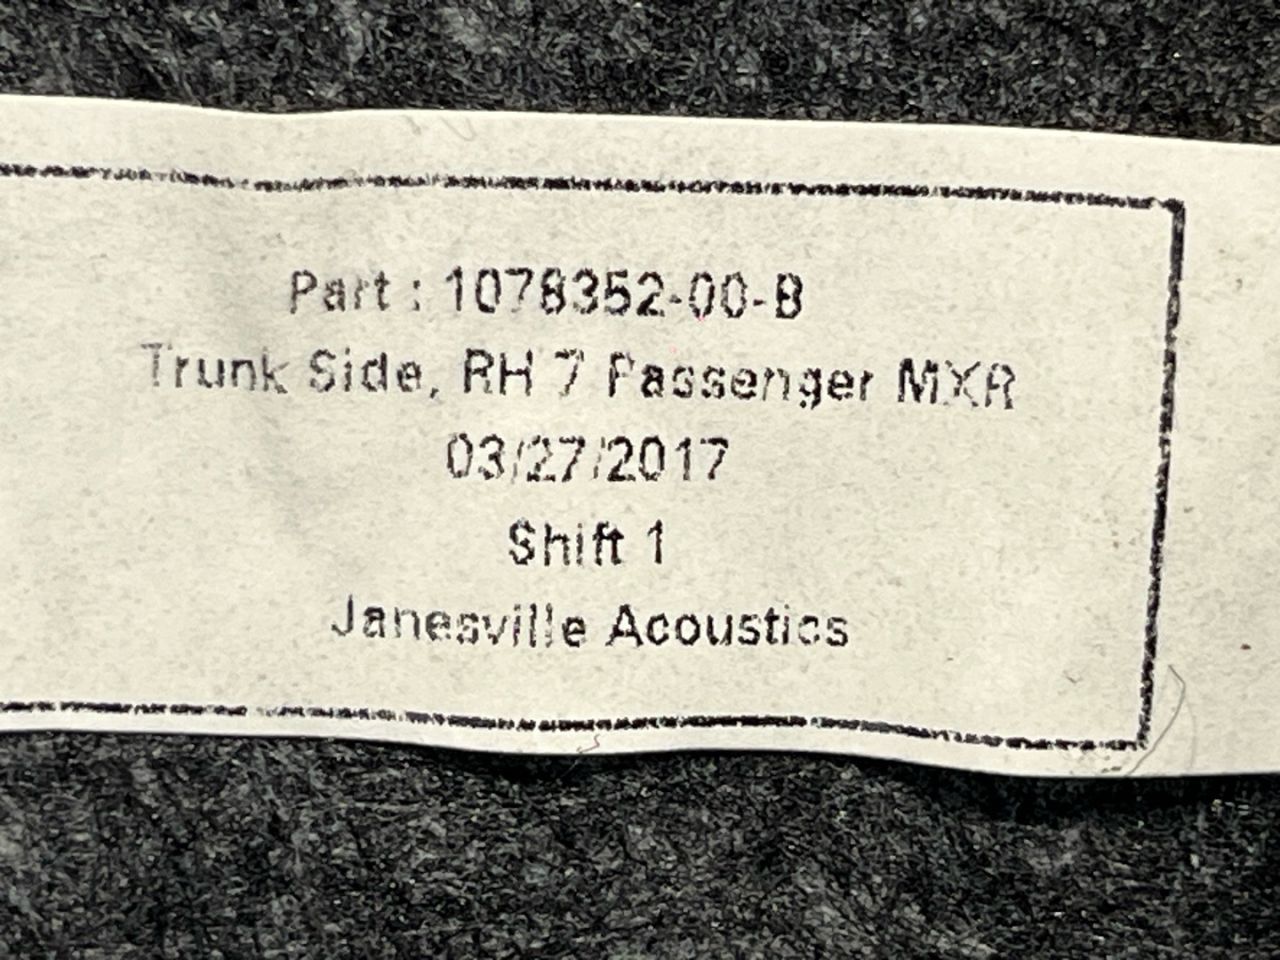 Part : 1078352-00-B
Trunk Side, RH 7 Passenger MXR
03/27/2017
Shift 1
Janesville Acoustics